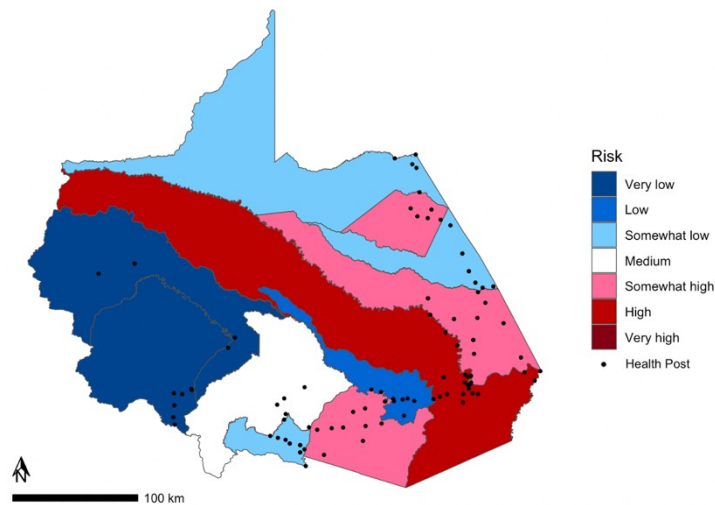 Risk
Very low
Low
Somewhat low
Medium
Somewhat high
High
Very high
Health Post
N
100 km